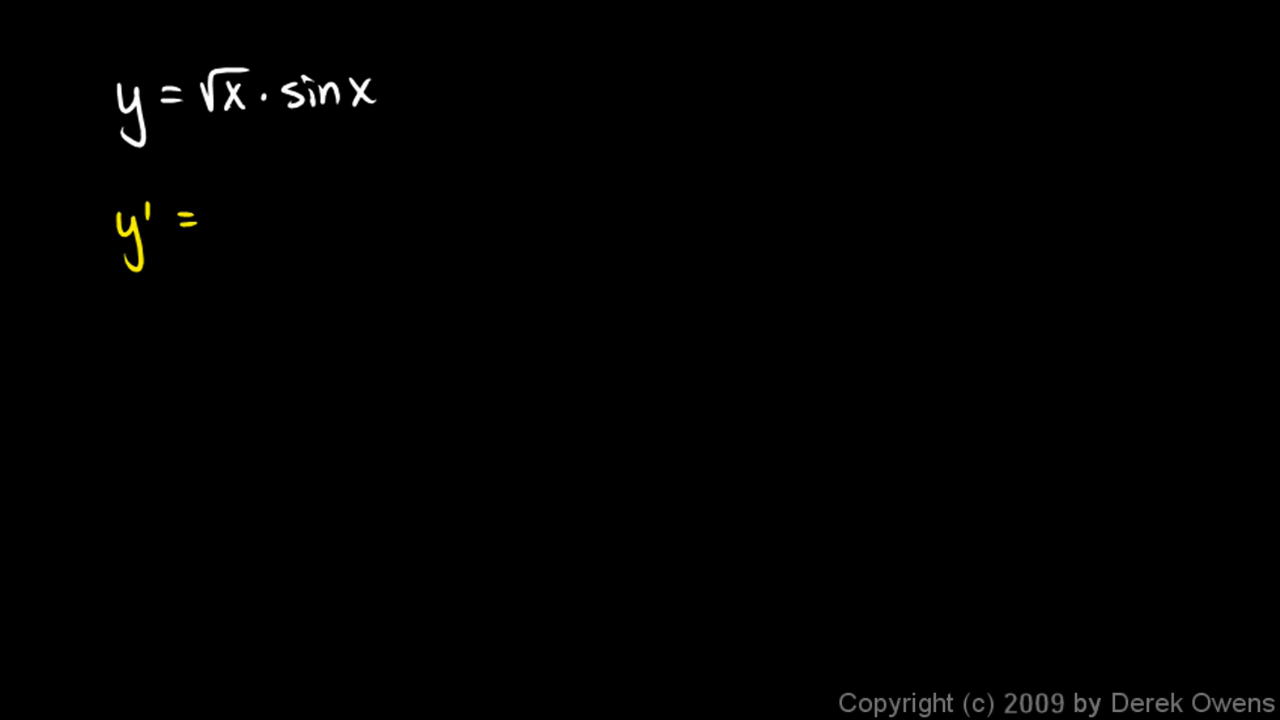 y = √x · sin x
y' =
Copyright (c) 2009 by Derek Owens